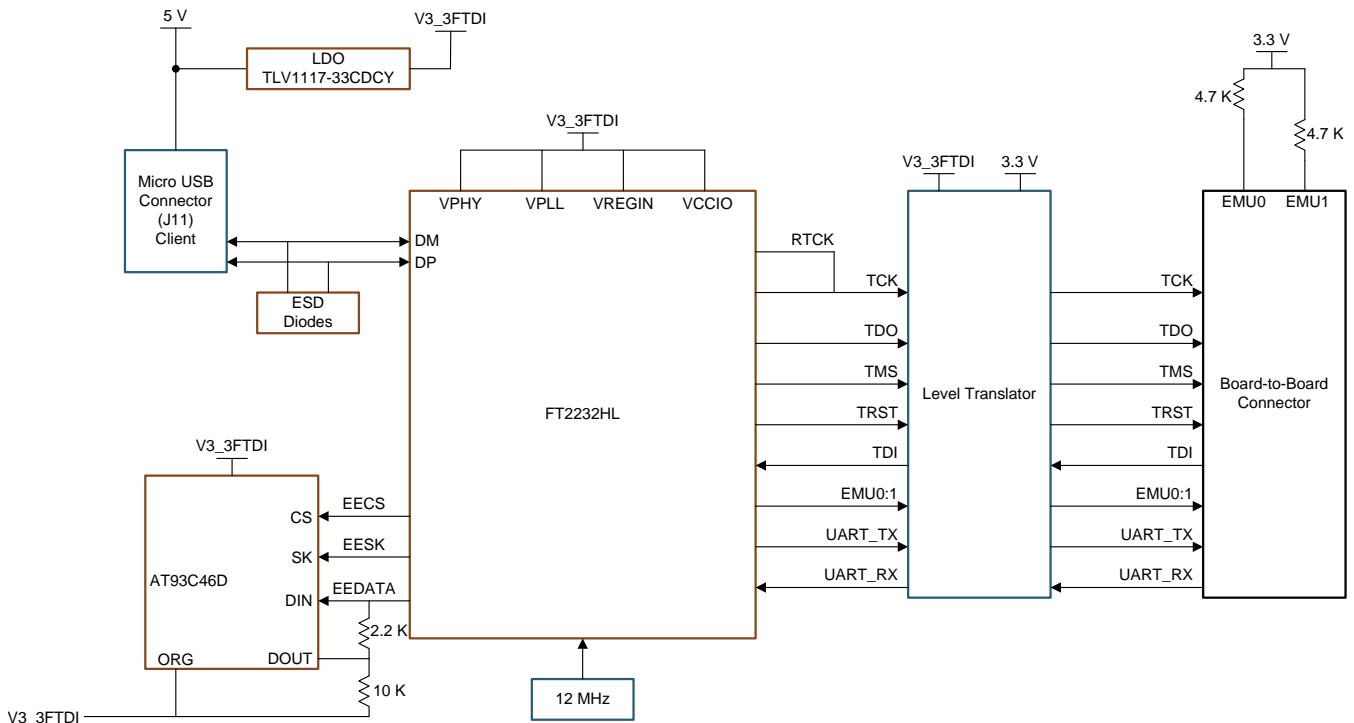 5 V
V3_3FTDI
LDO
TLV1117-33CDCY
3.3 V
4.7 K
4.7 K
V3_3FTDI
Micro USB
Connector
(J11)
Client
V3_3FTDI
3.3 V
VPHY
VPLL
VREGIN
VCCIO
EMU0
EMU1
DM
DP
RTCK
ESD
Diodes
TCK
TCK
TDO
TDO
TMS
TMS
FT2232HL
Level Translator
Board-to-Board
Connector
TRST
TRST
V3_3FTDI
TDI
TDI
CS
EECS
EMU0:1
EMU0:1
SK
EESK
UART_TX
UART_TX
AT93C46D
DIN
EEDATA
UART_RX
UART_RX
2.2 K
ORG
DOUT
10 K
12 MHz
V3_3FTDI